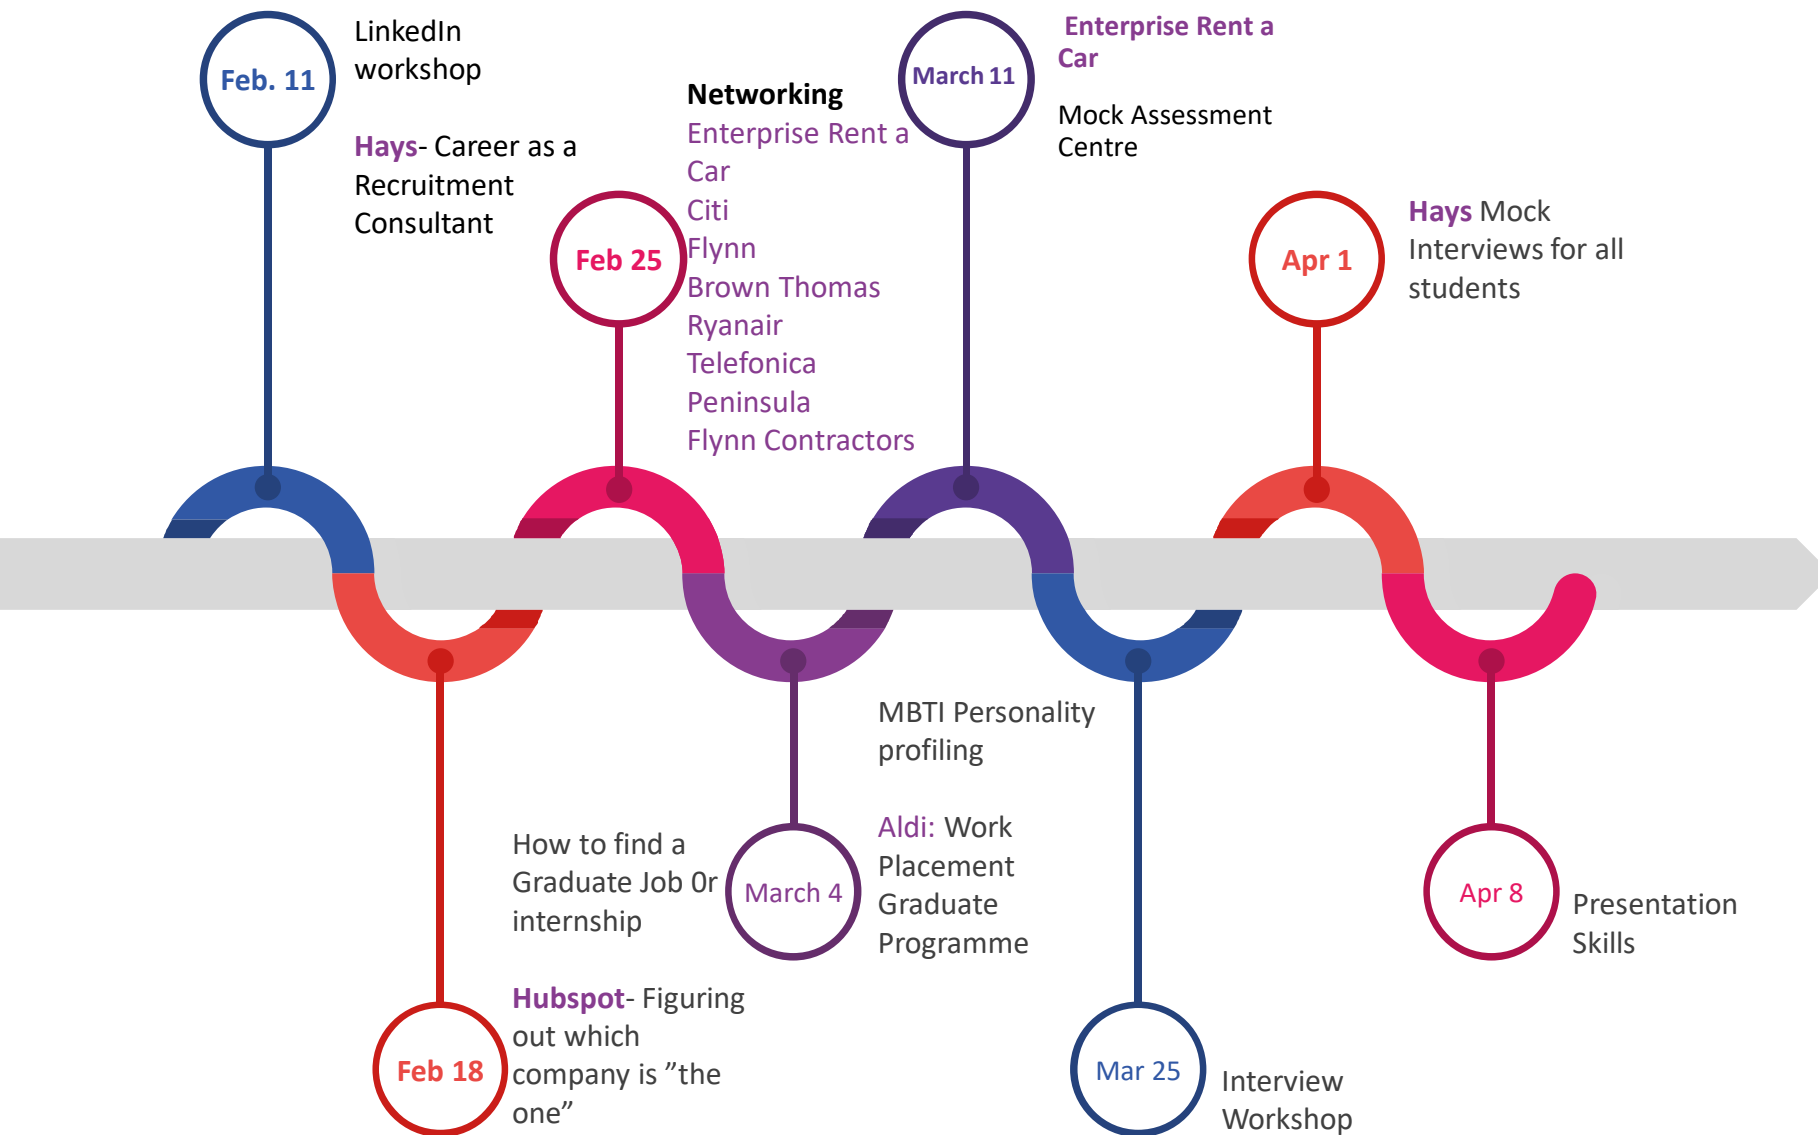 Feb. 11
LinkedIn
workshop
Hays- Career as a
Recruitment
Consultant
Feb 18
How to find a
Graduate Job 0r
internship
Hubspot- Figuring
out which
company is ”the
one”
Feb 25
Networking
Enterprise Rent a
Car
Citi
Flynn
Brown Thomas
Ryanair
Telefonica
Peninsula
Flynn Contractors
March 4
MBTI Personality
profiling
Aldi: Work
Placement
Graduate
Programme
March 11
Enterprise Rent a
Car
Mock Assessment
Centre
Mar 25
Interview
Workshop
Apr 1
Hays Mock
Interviews for all
students
Apr 8
Presentation
Skills